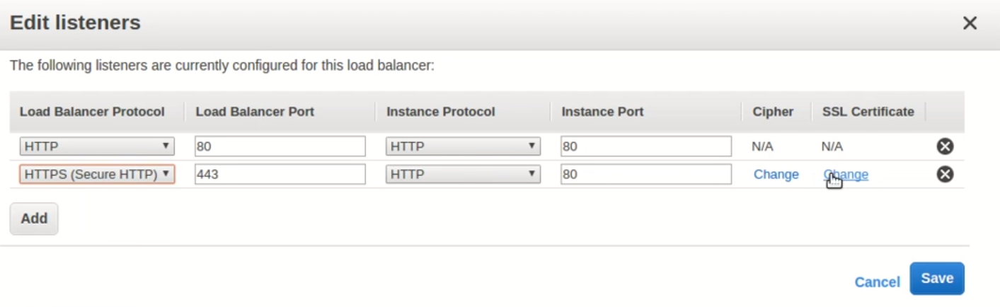 Edit listeners
The following listeners are currently configured for this load balancer:
Load Balancer Protocol Load Balancer Port Instance Protocol Instance Port Cipher SSL Certificate
HTTP 80 HTTP 80 N/A N/A
HTTPS (Secure HTTP) 443 HTTP 80 Change Change
Add
Cancel Save